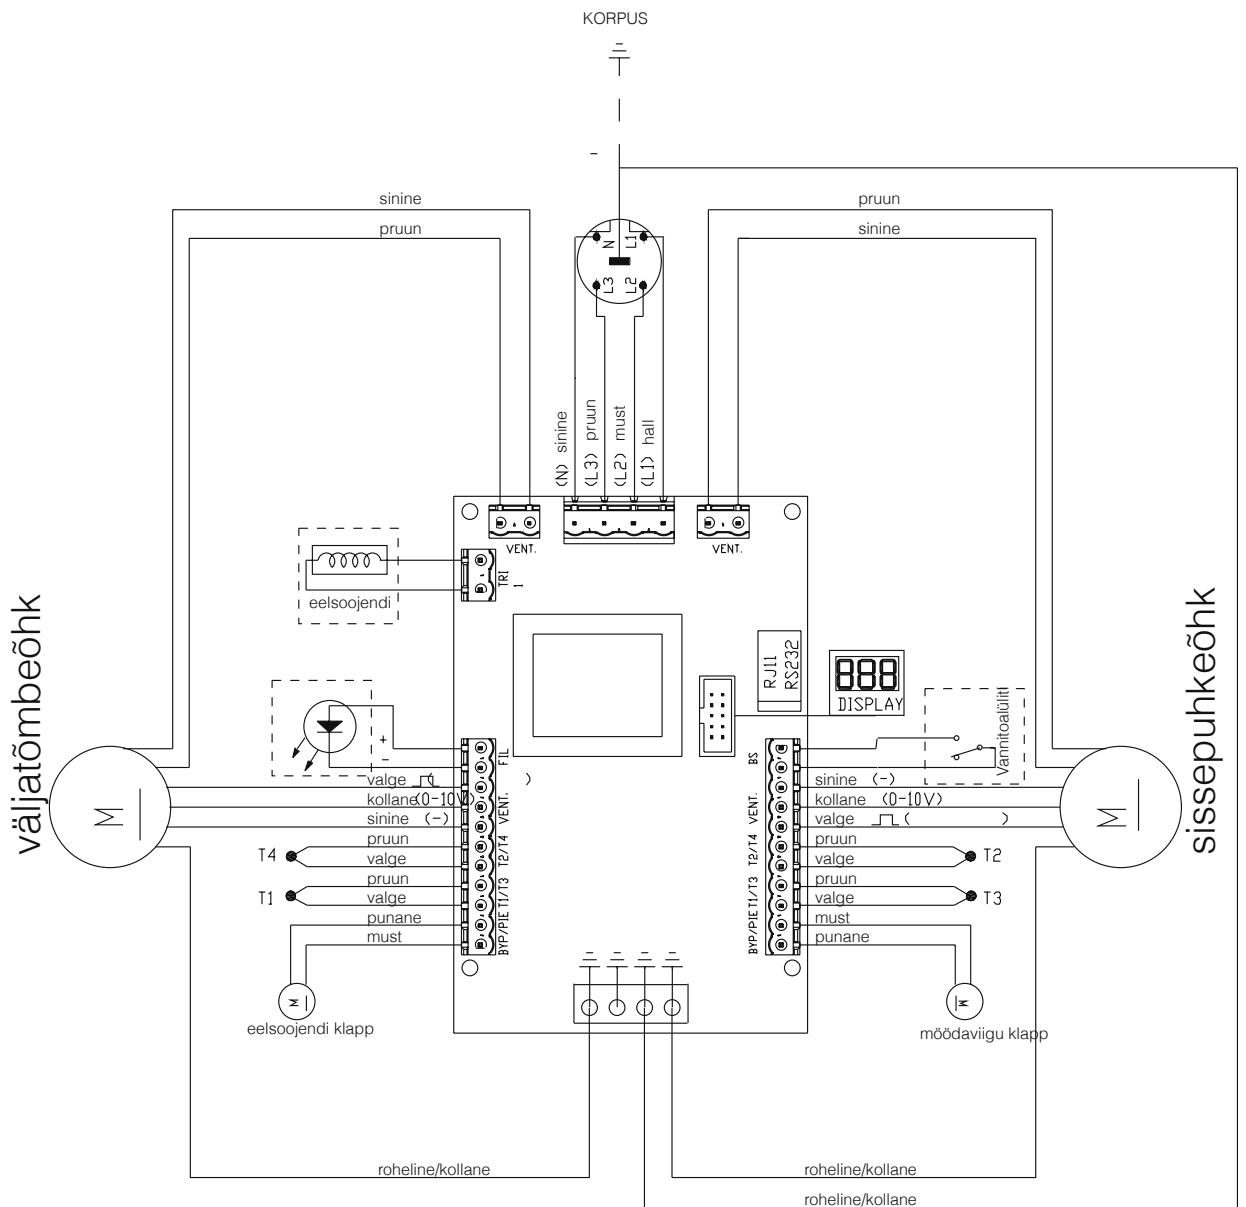 KORPUS
sinine
pruun
pruun
sinine
N
L1
L3
L2
(N) sinine
(L3) pruun
(L2) must
(L1) hall
VENT.
VENT.
TRI
1
eelsoojendi
väljatõmbeõhk
sissepuhkeõhk
RJ11
RS232
DISPLAY
Vannitoalüliti
+
-
FIL
BS
valge ( )
kollane (0-10V)
sinine (-)
VENT.
sinine (-)
kollane (0-10V)
valge ( )
VENT.
pruun
valge
T4
T2/T4
pruun
valge
T1
T1/T3
punane
must
BYP/PIE
pruun
valge
T2
T2/T4
pruun
valge
T3
T1/T3
must
punane
BYP/PIE
M
M
M
M
eelsoojendi klapp
möödaviigu klapp
roheline/kollane
roheline/kollane
roheline/kollane